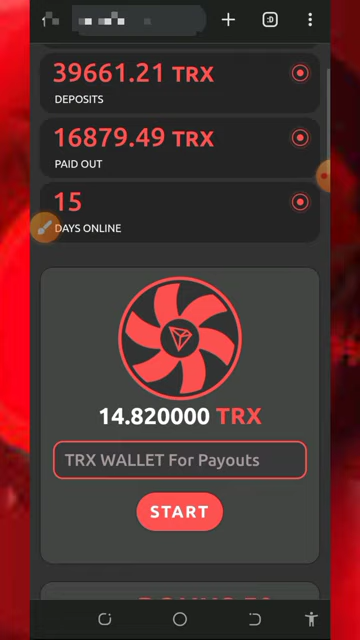 39661.21 TRX
DEPOSITS
16879.49 TRX
PAID OUT
15
DAYS ONLINE
14.820000 TRX
TRX WALLET For Payouts
START